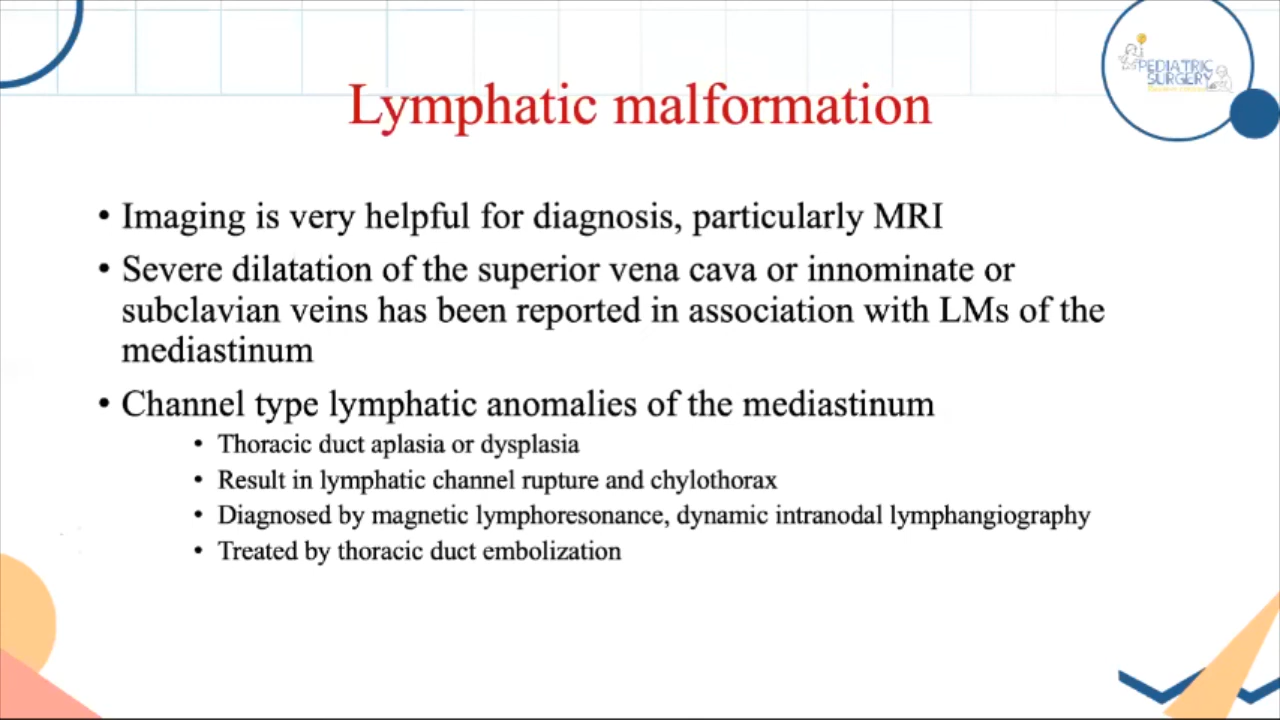 PEDIATRIC
SURGERY
Lymphatic malformation
• Imaging is very helpful for diagnosis, particularly MRI
• Severe dilatation of the superior vena cava or innominate or
subclavian veins has been reported in association with LMs of the
mediastinum
• Channel type lymphatic anomalies of the mediastinum
• Thoracic duct aplasia or dysplasia
• Result in lymphatic channel rupture and chylothorax
• Diagnosed by magnetic lymphoresonance, dynamic intranodal lymphangiography
• Treated by thoracic duct embolization